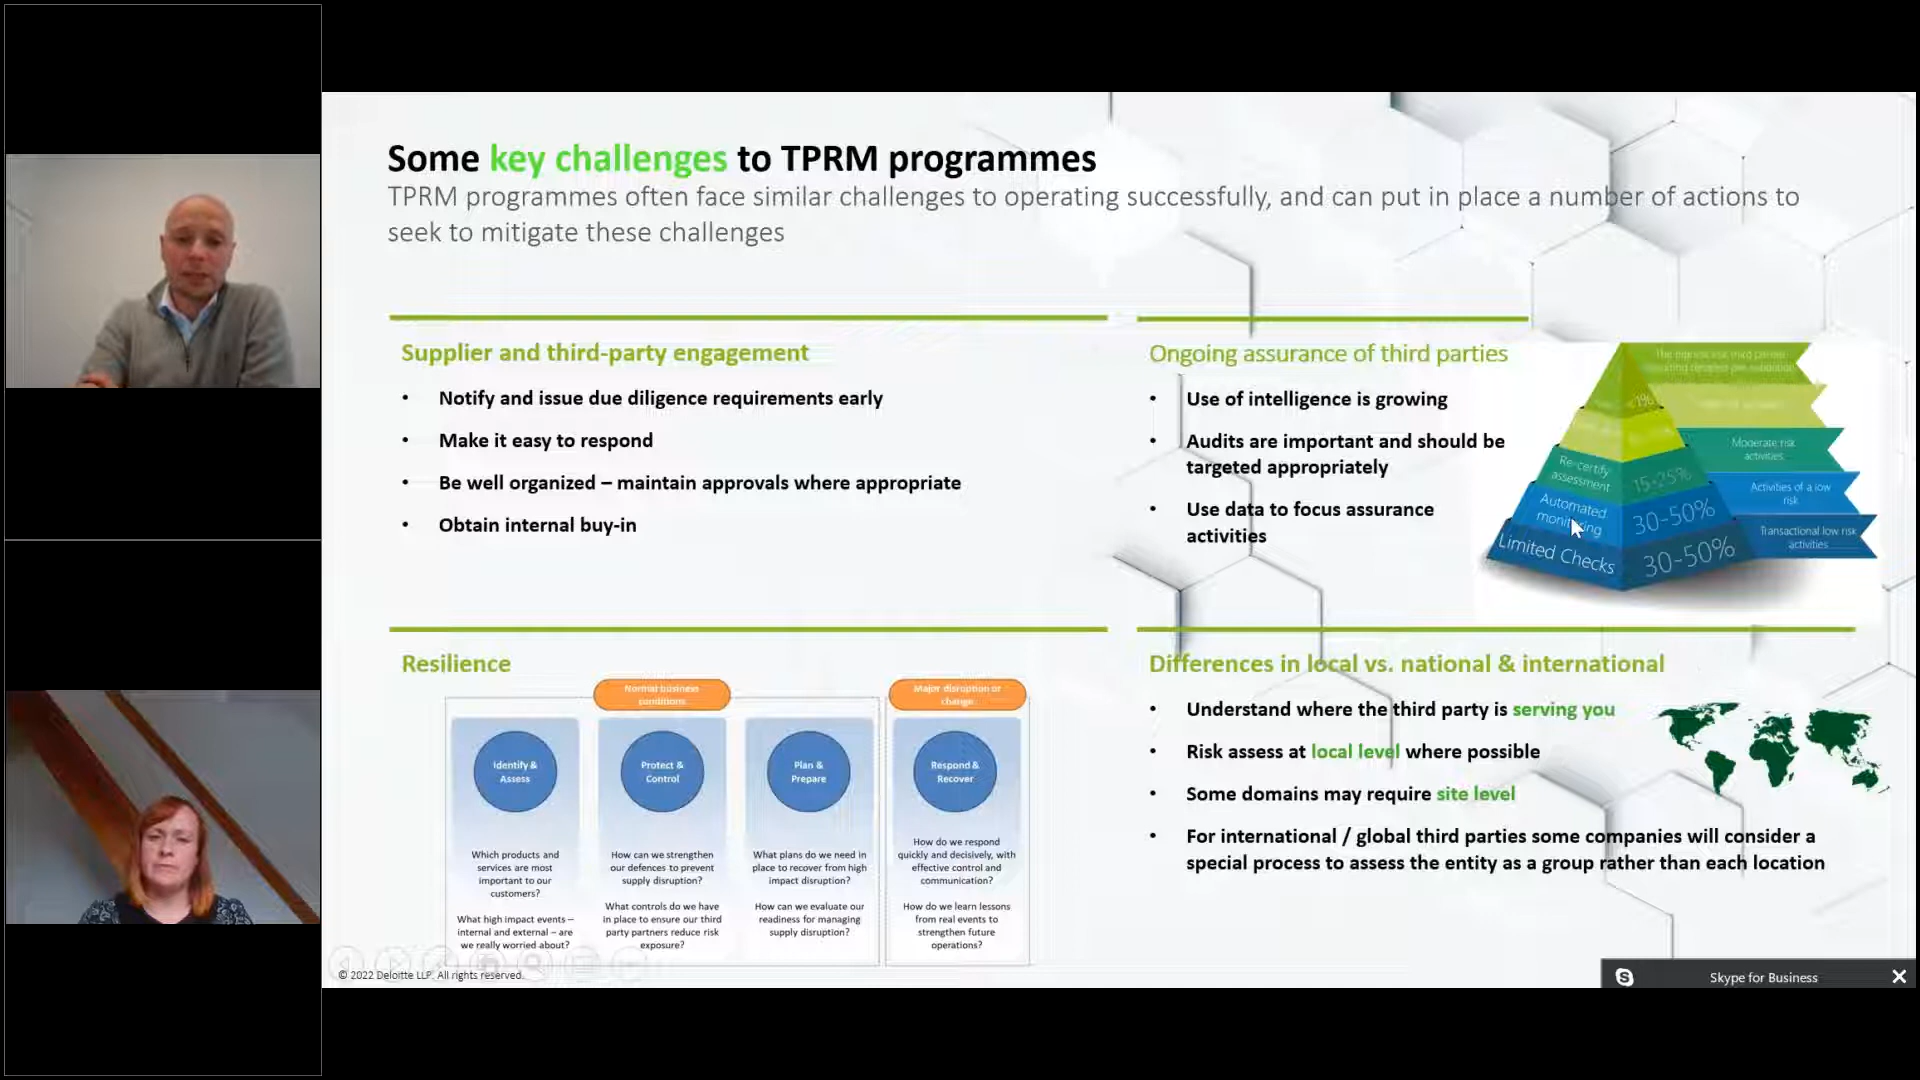 Some key challenges to TPRM programmes
TPRM programmes often face similar challenges to operating successfully, and can put in place a number of actions to
seek to mitigate these challenges
Supplier and third-party engagement
• Notify and issue due diligence requirements early
• Make it easy to respond
• Be well organized – maintain approvals where appropriate
• Obtain internal buy-in
Ongoing assurance of third parties
• Use of intelligence is growing
• Audits are important and should be
targeted appropriately
• Use data to focus assurance
activities
Moderate risk
activities
Re-certify
assessment
15-25%
Activities of a low
risk
Automated
monitoring
30-50%
Transactional low risk
activities
Limited Checks
30-50%
Resilience
Normal business
conditions
Major disruption or
change
Identify &
Assess
Which products and
services are most
important to our
customers?
What high impact events –
internal and external – are
we really worried about?
Protect &
Control
How can we strengthen
our defences to prevent
supply disruption?
What controls do we have
in place to ensure our third
party partners reduce risk
exposure?
Plan &
Prepare
What plans do we need in
place to recover from high
impact disruption?
How can we evaluate our
readiness for managing
supply disruption?
Respond &
Recover
How do we respond
quickly and decisively, with
effective control and
communication?
How do we learn lessons
from real events to
strengthen future
operations?
Differences in local vs. national & international
• Understand where the third party is serving you
• Risk assess at local level where possible
• Some domains may require site level
• For international / global third parties some companies will consider a
special process to assess the entity as a group rather than each location
© 2022 Deloitte LLP. All rights reserved.
Skype for Business